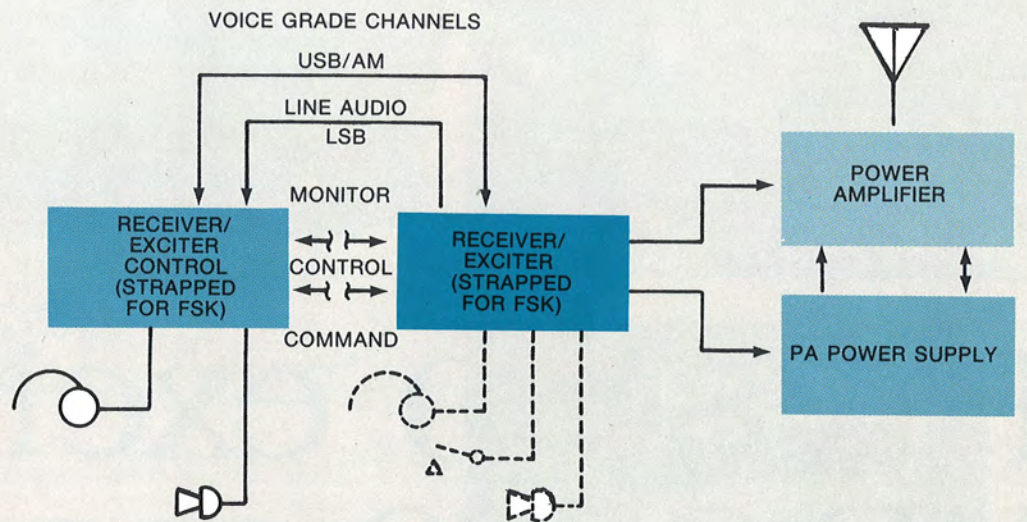 VOICE GRADE CHANNELS
USB/AM
LINE AUDIO
LSB
MONITOR
CONTROL
COMMAND
RECEIVER/
EXCITER
CONTROL
(STRAPPED
FOR FSK)
RECEIVER/
EXCITER
(STRAPPED
FOR FSK)
POWER
AMPLIFIER
PA POWER SUPPLY